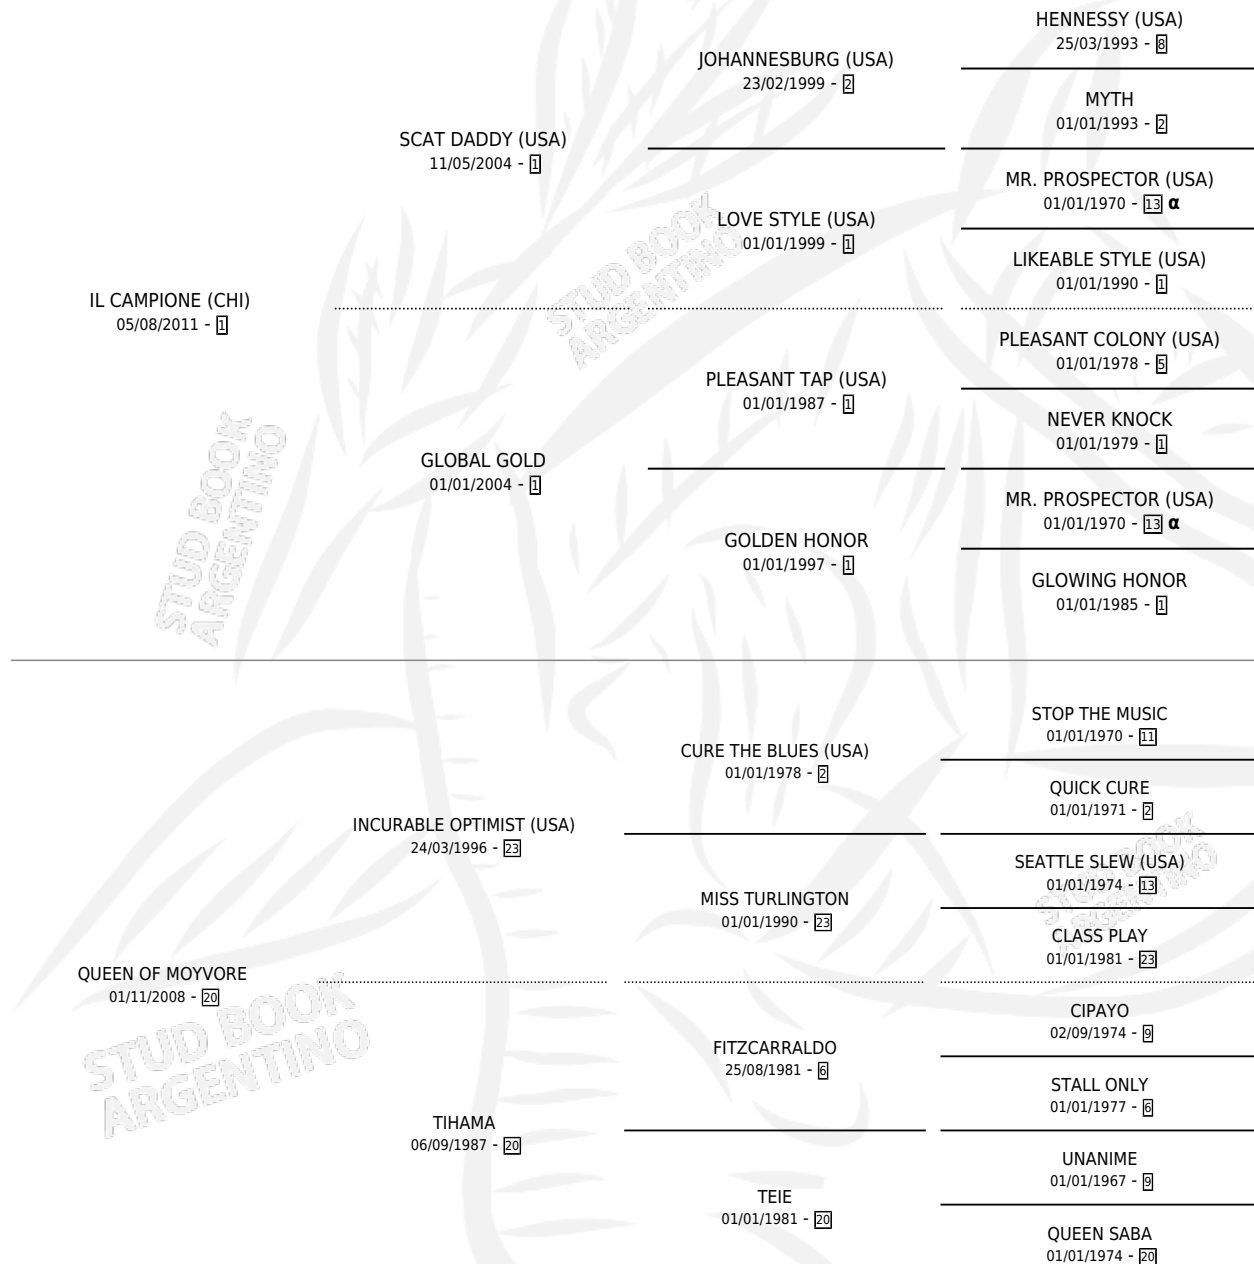 HENNESSY (USA)
25/03/1993 - 8
JOHANNESBURG (USA)
23/02/1999 - 2
MYTH
01/01/1993 - 2
SCAT DADDY (USA)
11/05/2004 - 1
MR. PROSPECTOR (USA)
01/01/1970 - 13 α
LOVE STYLE (USA)
01/01/1999 - 1
LIKEABLE STYLE (USA)
01/01/1990 - 1
IL CAMPIONE (CHI)
05/08/2011 - 1
PLEASANT COLONY (USA)
01/01/1978 - 5
PLEASANT TAP (USA)
01/01/1987 - 1
NEVER KNOCK
01/01/1979 - 1
GLOBAL GOLD
01/01/2004 - 1
MR. PROSPECTOR (USA)
01/01/1970 - 13 α
GOLDEN HONOR
01/01/1997 - 1
GLOWING HONOR
01/01/1985 - 1
STOP THE MUSIC
01/01/1970 - 11
CURE THE BLUES (USA)
01/01/1978 - 2
QUICK CURE
01/01/1971 - 2
INCURABLE OPTIMIST (USA)
24/03/1996 - 23
SEATTLE SLEW (USA)
01/01/1974 - 13
MISS TURLINGTON
01/01/1990 - 23
CLASS PLAY
01/01/1981 - 23
QUEEN OF MOYVORE
01/11/2008 - 20
CIPAYO
02/09/1974 - 9
FITZCARRALDO
25/08/1981 - 6
STALL ONLY
01/01/1977 - 6
TIHAMA
06/09/1987 - 20
UNANIME
01/01/1967 - 9
TEIE
01/01/1981 - 20
QUEEN SABA
01/01/1974 - 20
STUD BOOK
ARGENTINO
STUD BOOK
ARGENTINO
STUD BOOK
ARGENTINO
STUD BOOK
ARGENTINO